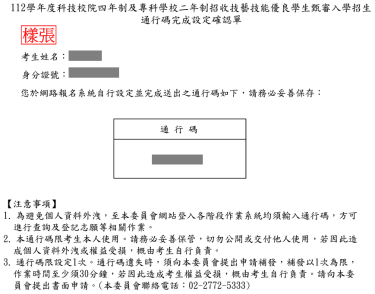 112學年度科技校院四年制及專科學校二年制招收技藝技能優良學生甄審入學招生
通行碼完成設定確認單
樣張
考生姓名：
身分證號：
您於網路報名系統自行設定並完成送出之通行碼如下，請務必妥善保存：
通 行 碼
【注意事項】
1. 為避免個人資料外洩，至本委員會網站登入各階段作業系統均須輸入通行碼，方可
進行查詢及登記志願等相關作業。
2. 本通行碼限考生本人使用，請務必妥善保管，切勿公開或交付他人使用，若因此造
成個人資料外洩或權益受損，概由考生自行負責。
3. 通行碼限設定1次。通行碼遺失時，須向本委員會提出申請補發，補發以1次為限，
作業時間至少須30分鐘，若因此造成考生權益受損，概由考生自行負責。請向本委
員會提出書面申請。(本委員會聯絡電話：02-2772-5333)